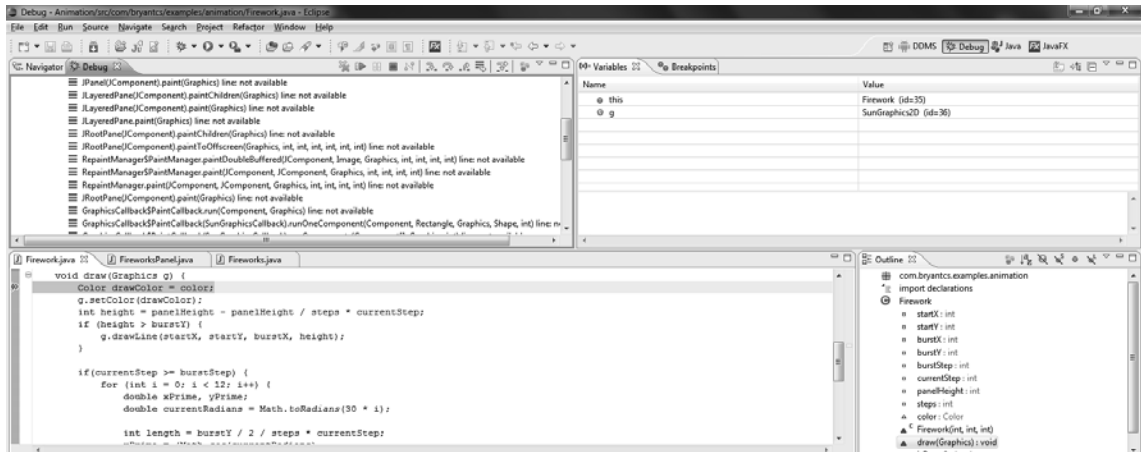 Debug - Animation/src/com/bryantcs/examples/animation/Firework.java - Eclipse
File Edit Run Source Navigate Search Project Refactor Window Help
DDMS Debug Java JavaFX
Navigator Debug
JPanel(JComponent).paint(Graphics) line: not available
JLayeredPane(JComponent).paintChildren(Graphics) line: not available
JLayeredPane.paint(Graphics) line: not available
JRootPane(JComponent).paintChildren(Graphics) line: not available
JRootPane(JComponent).paintToOffscreen(Graphics, int, int, int, int, int, int) line: not available
RepaintManager$PaintManager.paintDoubleBuffered(JComponent, Image, Graphics, int, int, int, int) line: not available
RepaintManager$PaintManager.paint(JComponent, JComponent, Graphics, int, int, int, int) line: not available
RepaintManager.paint(JComponent, JComponent, Graphics, int, int, int, int) line: not available
JRootPane(JComponent).paint(Graphics) line: not available
GraphicsCallback$PaintCallback.run(Component, Graphics) line: not available
GraphicsCallback$PaintCallback(SunGraphicsCallback).runOneComponent(Component, Rectangle, Graphics, Shape, int) line: n
Variables Breakpoints
Name Value
this Firework (id=35)
g SunGraphics2D (id=36)
Firework.java FireworksPanel.java Fireworks.java
void draw(Graphics g) {
Color drawColor = color;
g.setColor(drawColor);
int height = panelHeight - panelHeight / steps * currentStep;
if (height > burstY) {
g.drawLine(startX, startY, burstX, height);
}
if(currentStep >= burstStep) {
for (int i = 0; i < 12; i++) {
double xPrime, yPrime;
double currentRadians = Math.toRadians(30 * i);
int length = burstY / 2 / steps * currentStep;
Outline
com.bryantcs.examples.animation
import declarations
Firework
startX : int
startY : int
burstX : int
burstY : int
burstStep : int
currentStep : int
panelHeight : int
steps : int
color : Color
Firework(int, int, int)
draw(Graphics) : void